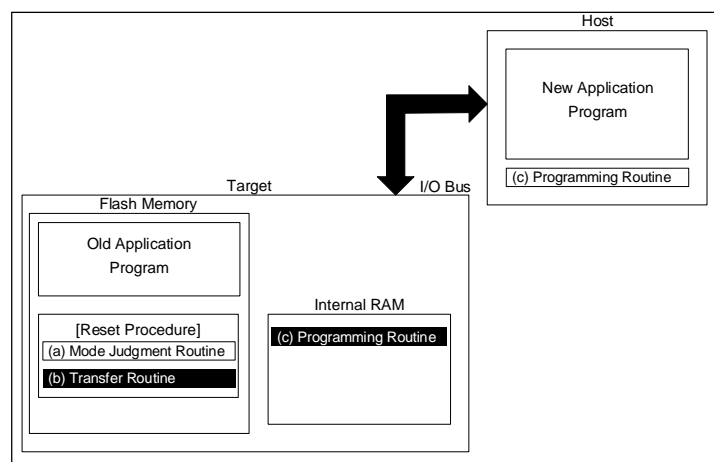 Host
New Application
Program
(c) Programming Routine
Target
I/O Bus
Flash Memory
Old Application
Program
[Reset Procedure]
(a) Mode Judgment Routine
(b) Transfer Routine
Internal RAM
(c) Programming Routine